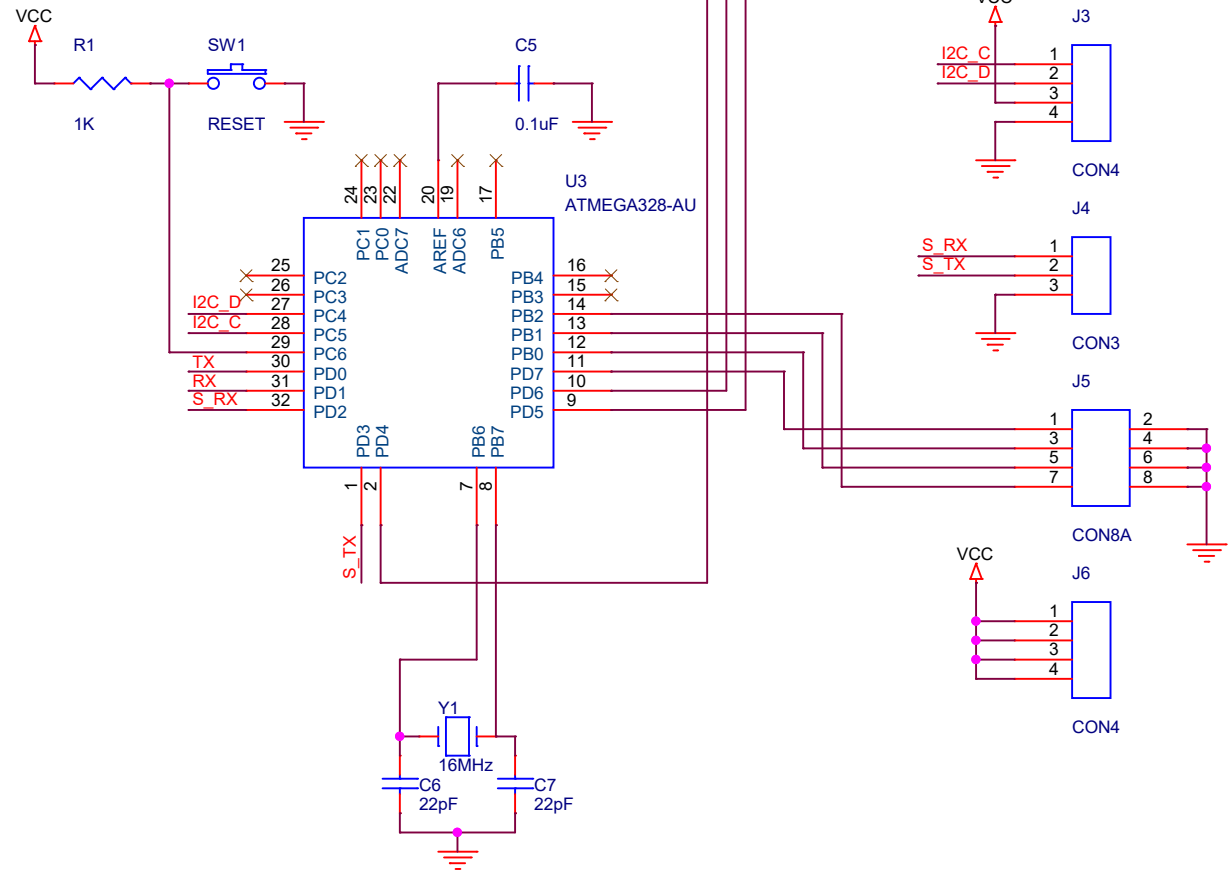 VCC
R1
1K
SW1
RESET
C5
0.1uF
VCC
J3
I2C_C
I2C_D
1
2
3
4
CON4
24
23
22
20
19
17
PC1
PC0
ADC7
AREF
ADC6
PB5
U3
ATMEGA328-AU
25 PC2
26 PC3
I2C_D 27 PC4
I2C_C 28 PC5
29 PC6
TX 30 PD0
RX 31 PD1
S_RX 32 PD2
PB4 16
PB3 15
PB2 14
PB1 13
PB0 12
PD7 11
PD6 10
PD5 9
PD3
PD4
PB6
PB7
1
2
7
8
S_TX
J4
S_RX
S_TX
1
2
3
CON3
J5
1 2
3 4
5 6
7 8
CON8A
VCC
J6
1
2
3
4
CON4
Y1
16MHz
C6
22pF
C7
22pF